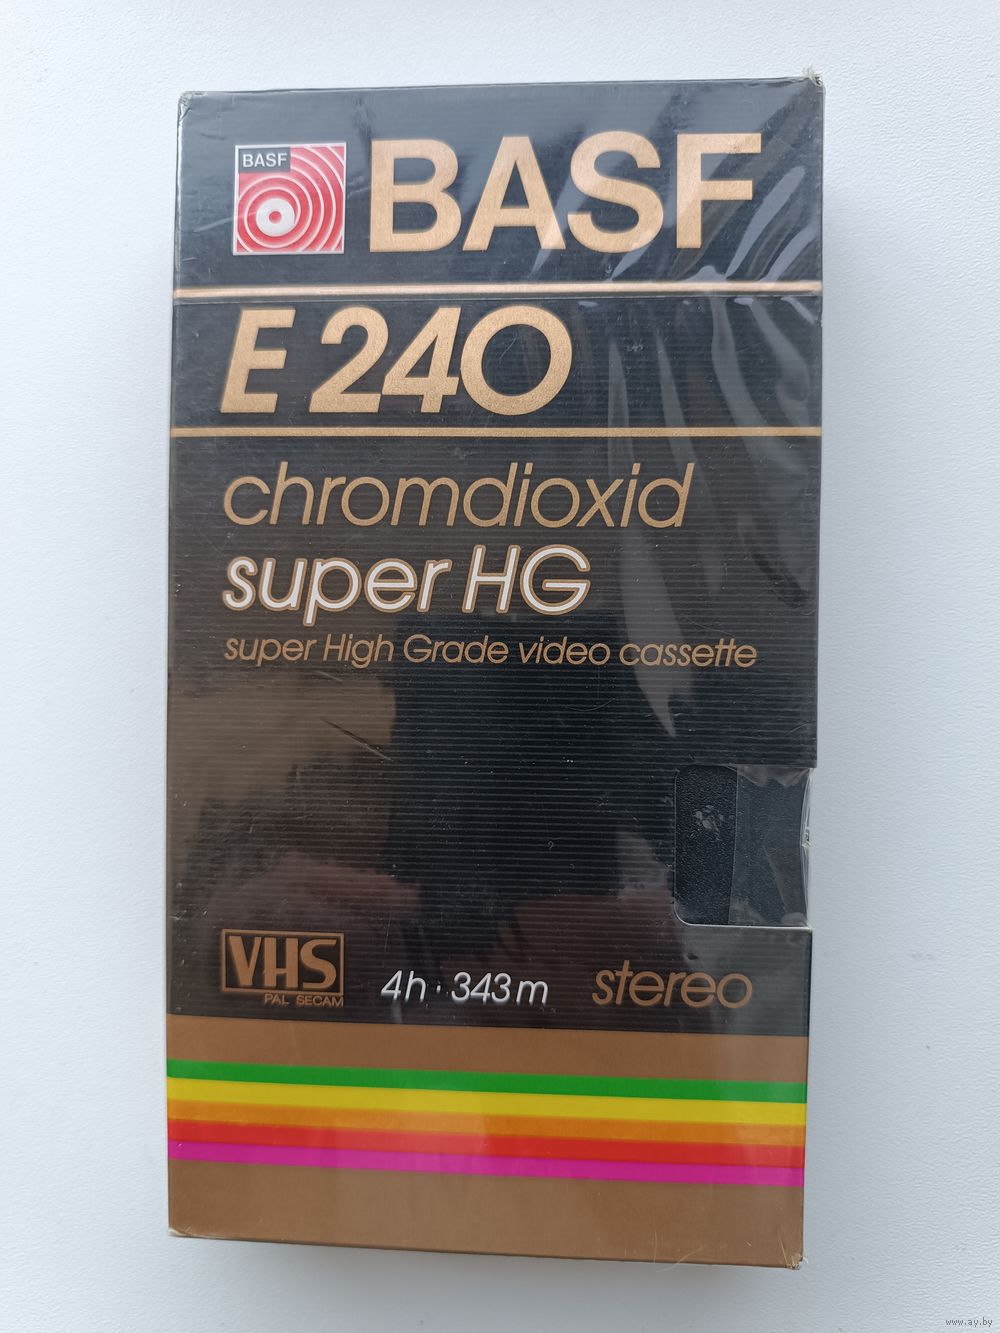 BASF
BASF
E 240
chromdioxid
super HG
super High Grade video cassette
VHS
PAL SECAM
4h · 343m
stereo
www.ay.by